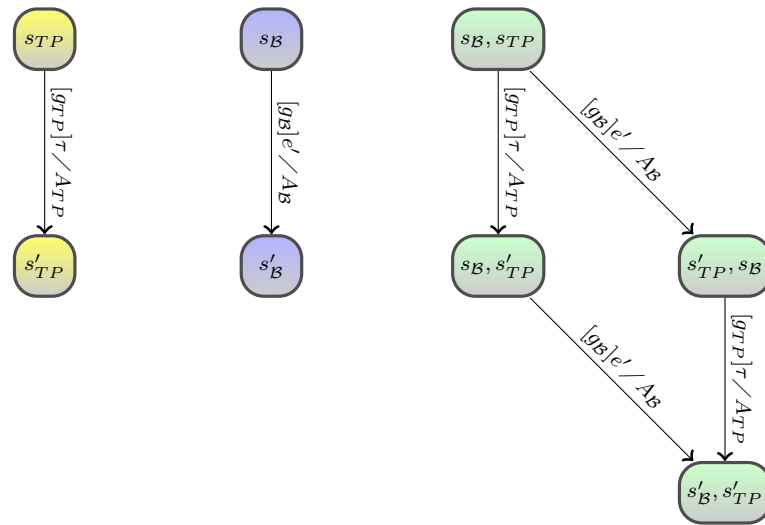 s_{TP} s_ℬ s_ℬ, s_{TP}
[g_{TP}]τ/A_{TP} [g_ℬ]e′/A_ℬ [g_{TP}]τ/A_{TP} [g_ℬ]e′/A_ℬ
s′_{TP} s′_ℬ s_ℬ, s′_{TP} s′_{TP}, s_ℬ
[g_ℬ]e′/A_ℬ [g_{TP}]τ/A_{TP}
s′_ℬ, s′_{TP}